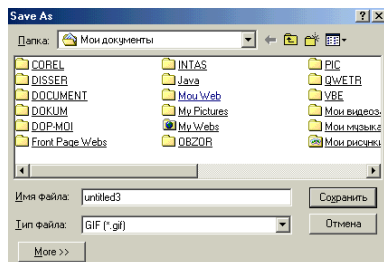 Save As
Папка: Мои документы
COREL INTAS PIC
DISSER Java QWETR
DOCUMENT Mou Web VBE
DOKUM My Pictures Мои видеоз
DOP-MOI My Webs Мои музыка
Front Page Webs OBZOR Мои рисунки
Имя файла: untitled3 Сохранить
Тип файла: GIF (*.gif) Отмена
More >>